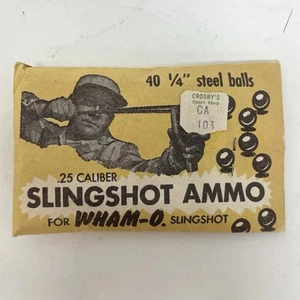 40 1/4" steel balls
CROSBY'S
Sport Shop
CA
103
.25 CALIBER
SLINGSHOT AMMO
FOR WHAM-O. SLINGSHOT